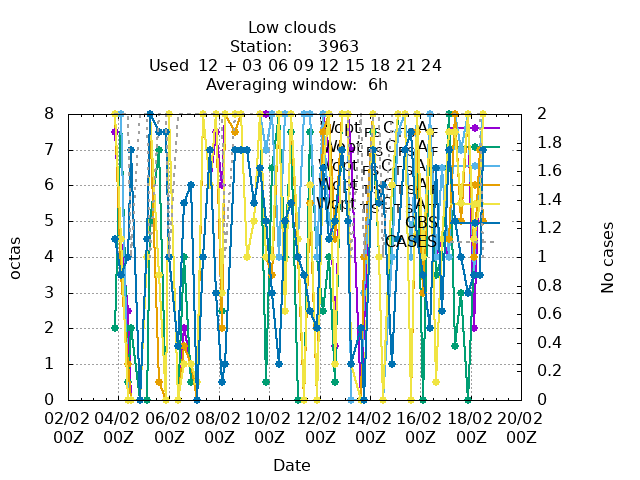 Low clouds
Station: 3963
Used 12 + 03 06 09 12 15 18 21 24
Averaging window: 6h
8 2
7 1.8
6 1.6
5 1.4
4 1.2
3 1
2 0.8
1 0.6
0 0.4
0.2
0
octas
No cases
OBS
CASES
02/02 04/02 06/02 08/02 10/02 12/02 14/02 16/02 18/02 20/02
00Z 00Z 00Z 00Z 00Z 00Z 00Z 00Z 00Z 00Z
Date